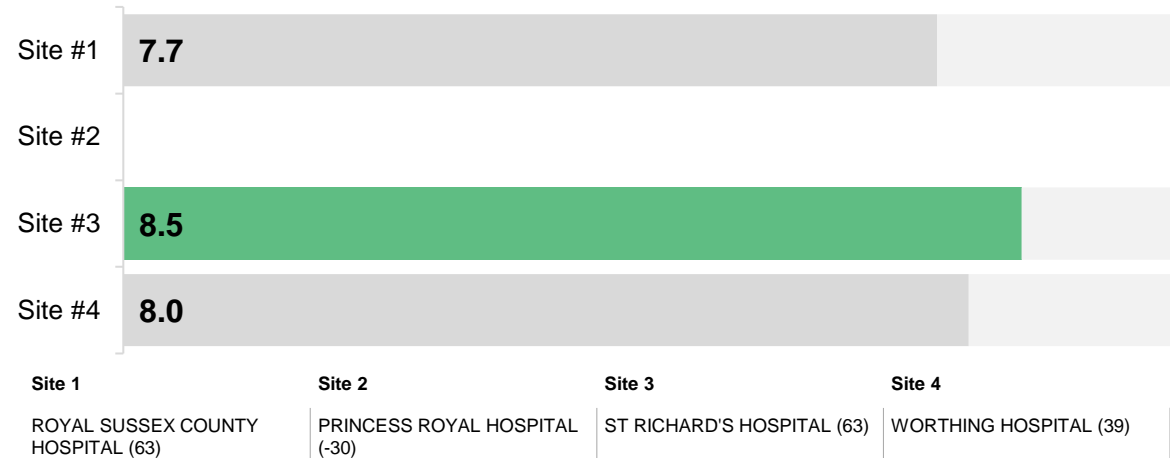 Site #1
7.7
Site #2
Site #3
8.5
Site #4
8.0
Site 1
Site 2
Site 3
Site 4
ROYAL SUSSEX COUNTY
HOSPITAL (63)
PRINCESS ROYAL HOSPITAL
(-30)
ST RICHARD'S HOSPITAL (63)
WORTHING HOSPITAL (39)